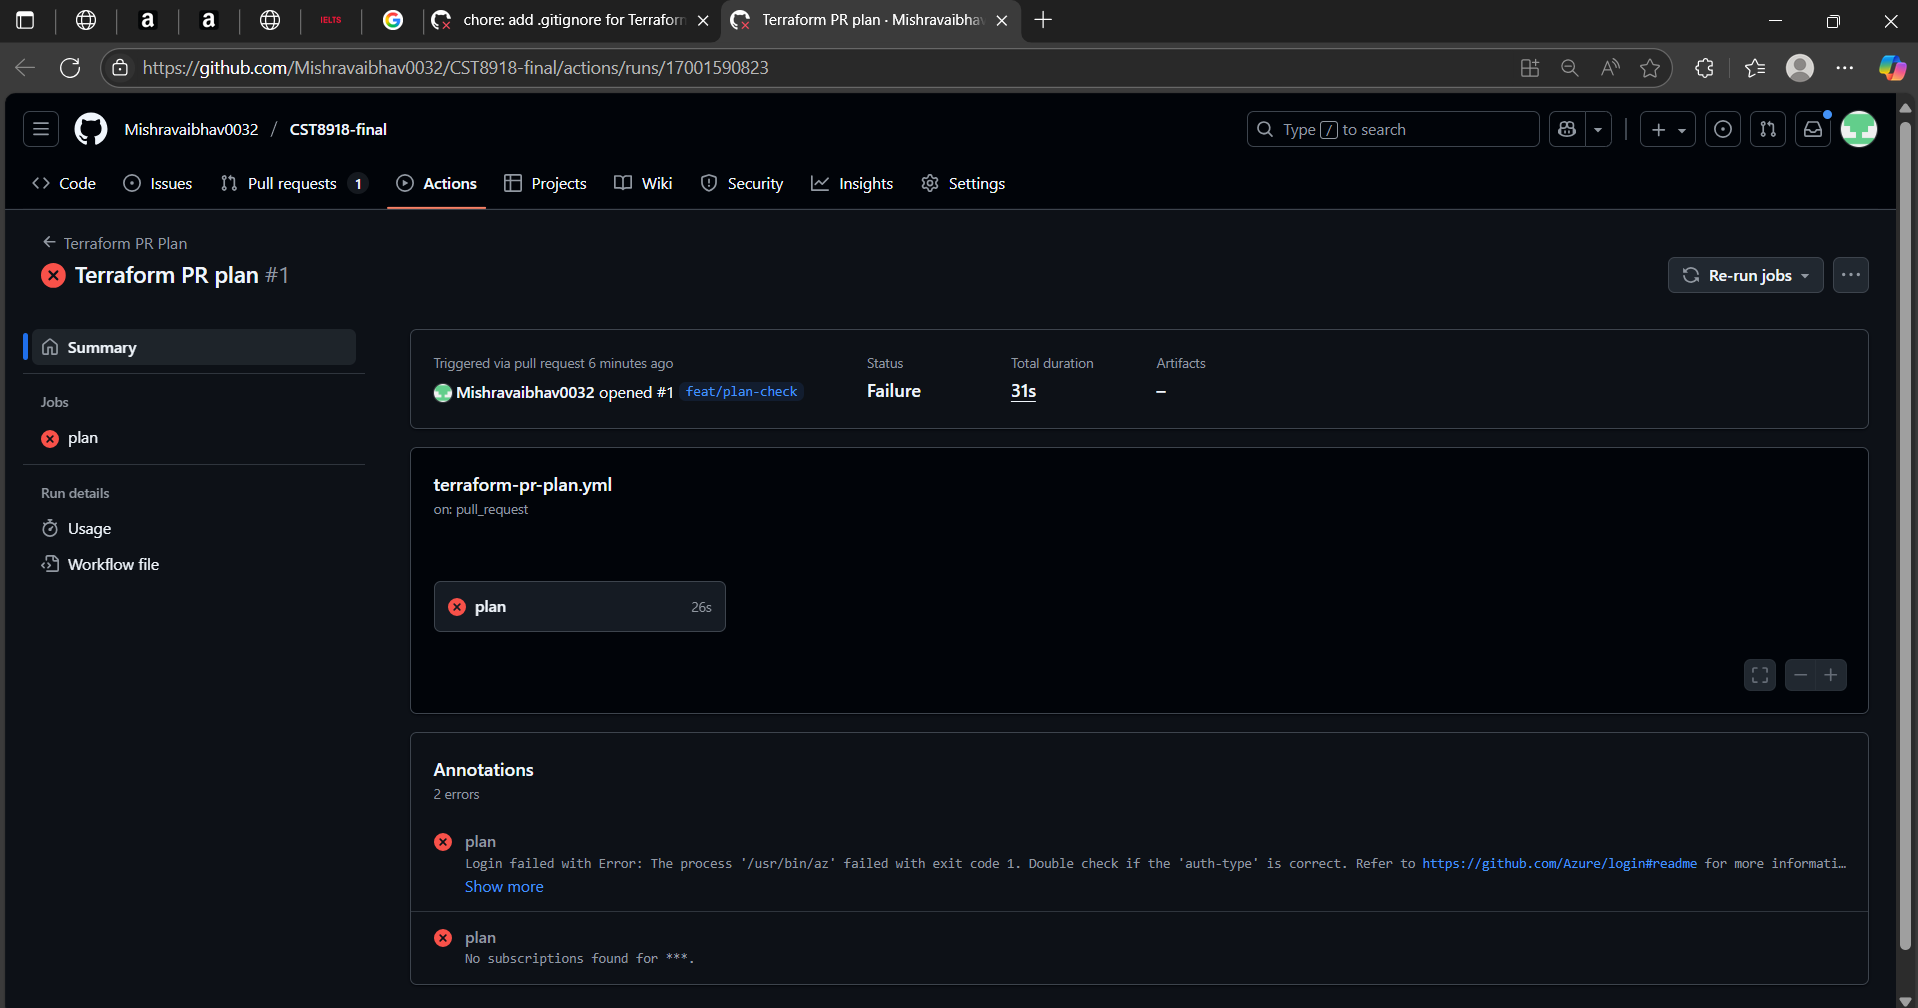 IELTS
chore: add .gitignore for Terraform
Terraform PR plan · Mishravaibhav
https://github.com/Mishravaibhav0032/CST8918-final/actions/runs/17001590823
Mishravaibhav0032 / CST8918-final
Type / to search
Code
Issues
Pull requests 1
Actions
Projects
Wiki
Security
Insights
Settings
Terraform PR Plan
Terraform PR plan #1
Re-run jobs
Summary
Jobs
plan
Run details
Usage
Workflow file
Triggered via pull request 6 minutes ago
Mishravaibhav0032 opened #1 feat/plan-check
Status
Failure
Total duration
31s
Artifacts
–
terraform-pr-plan.yml
on: pull_request
plan 26s
Annotations
2 errors
plan
Login failed with Error: The process '/usr/bin/az' failed with exit code 1. Double check if the 'auth-type' is correct. Refer to https://github.com/Azure/login#readme for more informati…
Show more
plan
No subscriptions found for ***.